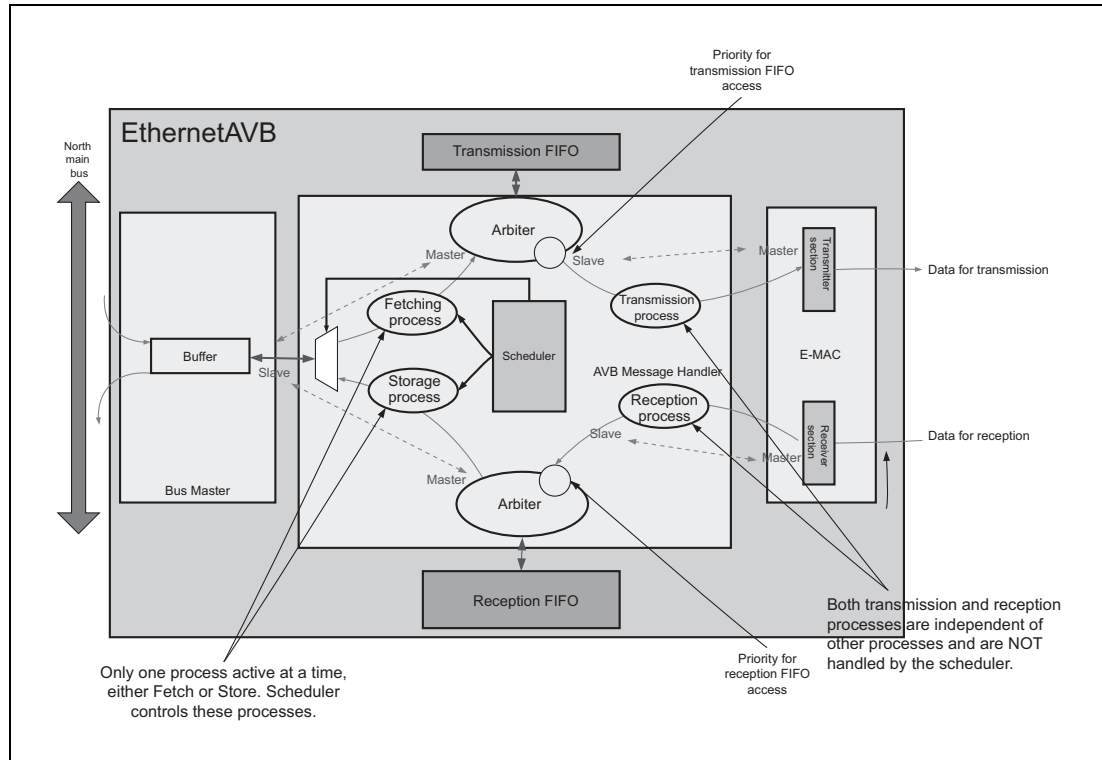 Priority for
transmission FIFO
access
EthernetAVB
North
main
bus
Transmission FIFO
Arbiter
Master
Slave
Master
Transmitter
section
Data for transmission
Fetching
process
Transmission
process
Scheduler
E-MAC
Buffer
Slave
Storage
process
AVB Message Handler
Reception
process
Slave
Master
Receiver
section
Data for reception
Master
Arbiter
Bus Master
Reception FIFO
Both transmission and reception
processes are independent of
other processes and are NOT
handled by the scheduler.
Only one process active at a time,
either Fetch or Store. Scheduler
controls these processes.
Priority for
reception FIFO
access